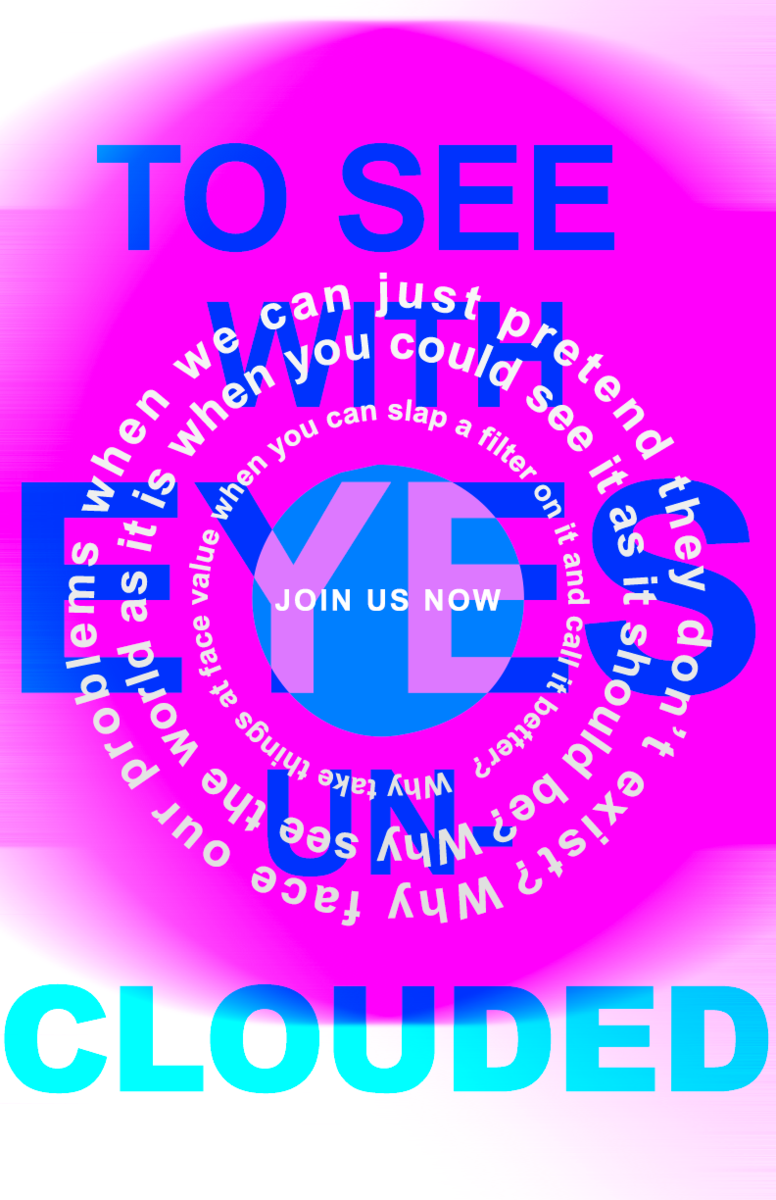 TO SEE
WITH
EYES
UN-
CLOUDED
Why face our problems when we can just pretend they don't exist?
Why see the world as it is when you could see it as it should be?
Why take things at face value when you can slap a filter on it and call it better?
JOIN US NOW